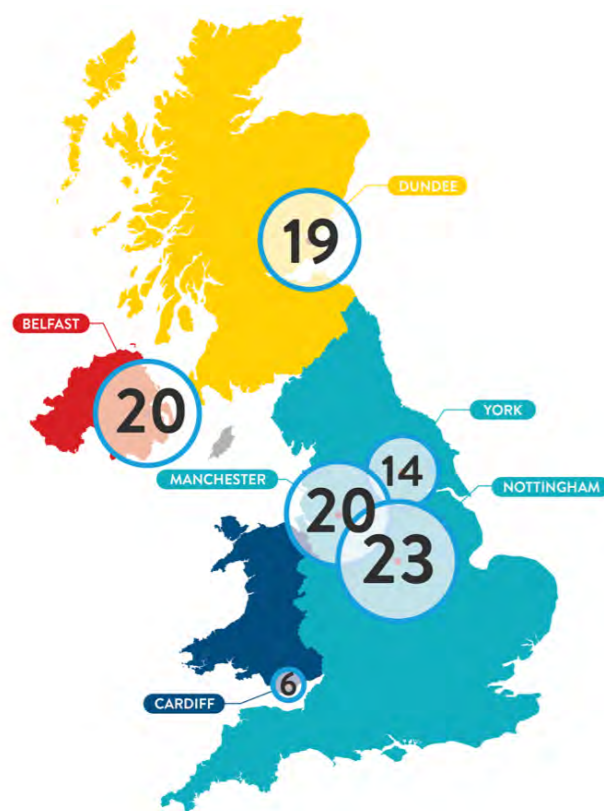 DUNDEE
19
BELFAST
20
YORK
14
MANCHESTER
NOTTINGHAM
20
23
6
CARDIFF